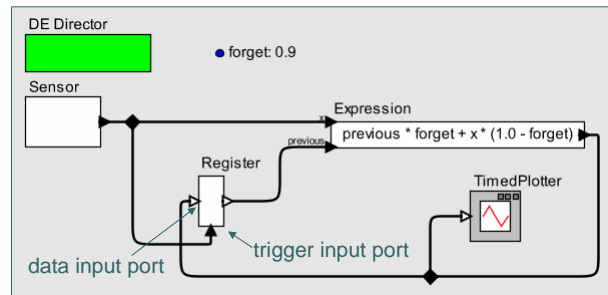 DE Director
forget: 0.9
Sensor
Expression
x
previous * forget + x * (1.0 - forget)
previous
Register
TimedPlotter
data input port
trigger input port